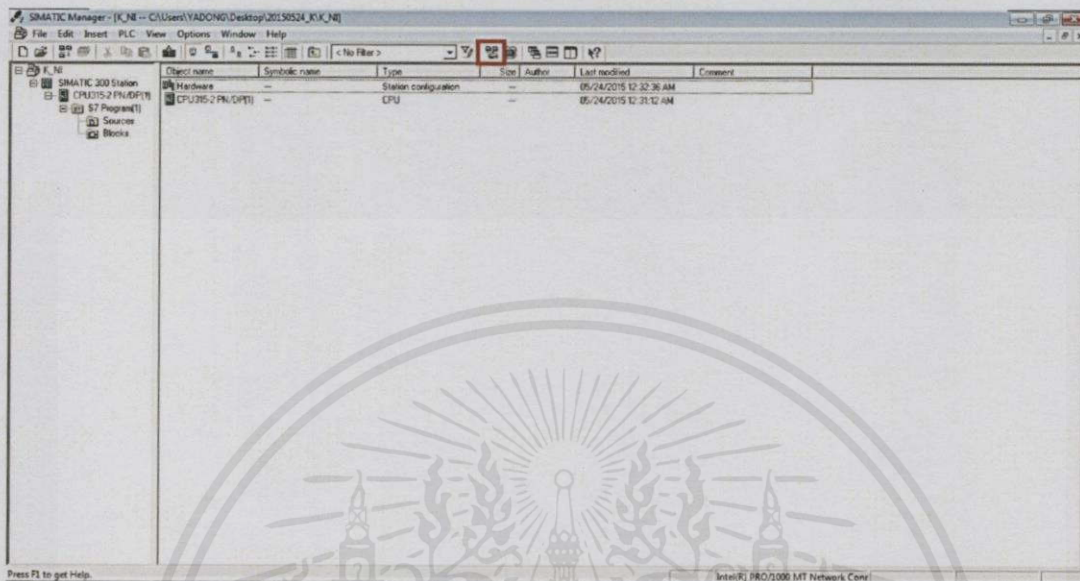 SIMATIC Manager - [K_NI -- C:\Users\YADONG\Desktop\20150524_K\K_NI]
File Edit Insert PLC View Options Window Help
< No Filter >
K_NI
SIMATIC 300 Station
CPU315-2 PN/DP(1)
S7 Program(1)
Sources
Blocks
Object name Symbolic name Type Size Author Last modified Comment
Hardware -- Station configuration -- 05/24/2015 12:32:36 AM
CPU315-2 PN/DP(1) -- CPU -- 05/24/2015 12:31:12 AM
Press F1 to get Help.
Intel(R) PRO/1000 MT Network Conn